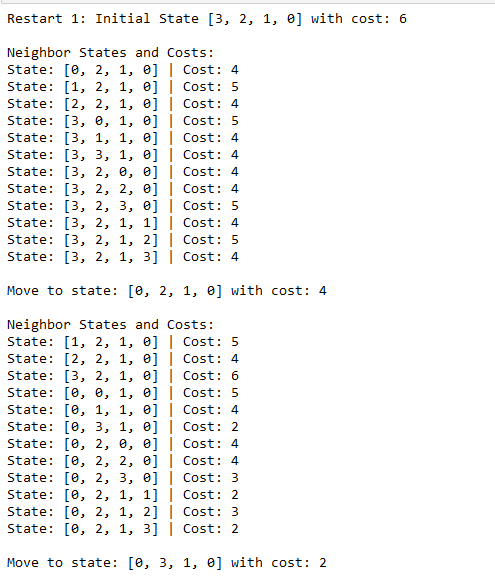 Restart 1: Initial State [3, 2, 1, 0] with cost: 6
Neighbor States and Costs:
State: [0, 2, 1, 0] | Cost: 4
State: [1, 2, 1, 0] | Cost: 5
State: [2, 2, 1, 0] | Cost: 4
State: [3, 0, 1, 0] | Cost: 5
State: [3, 1, 1, 0] | Cost: 4
State: [3, 3, 1, 0] | Cost: 4
State: [3, 2, 0, 0] | Cost: 4
State: [3, 2, 2, 0] | Cost: 4
State: [3, 2, 3, 0] | Cost: 5
State: [3, 2, 1, 1] | Cost: 4
State: [3, 2, 1, 2] | Cost: 5
State: [3, 2, 1, 3] | Cost: 4
Move to state: [0, 2, 1, 0] with cost: 4
Neighbor States and Costs:
State: [1, 2, 1, 0] | Cost: 5
State: [2, 2, 1, 0] | Cost: 4
State: [3, 2, 1, 0] | Cost: 6
State: [0, 0, 1, 0] | Cost: 5
State: [0, 1, 1, 0] | Cost: 4
State: [0, 3, 1, 0] | Cost: 2
State: [0, 2, 0, 0] | Cost: 4
State: [0, 2, 2, 0] | Cost: 4
State: [0, 2, 3, 0] | Cost: 3
State: [0, 2, 1, 1] | Cost: 2
State: [0, 2, 1, 2] | Cost: 3
State: [0, 2, 1, 3] | Cost: 2
Move to state: [0, 3, 1, 0] with cost: 2